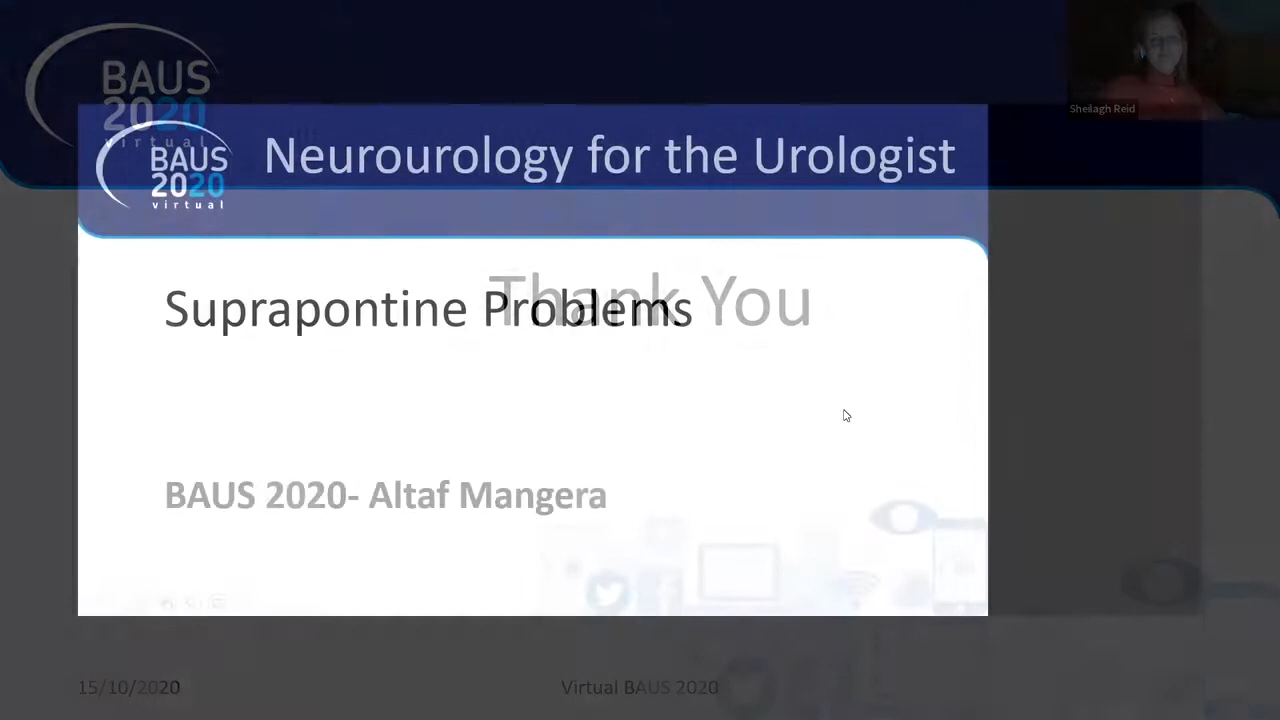 BAUS
2020
virtual
Sheilagh Reid
BAUS
2020
virtual
Neurourology for the Urologist
Thank You
Suprapontine Problems
BAUS 2020- Altaf Mangera
15/10/2020
Virtual BAUS 2020